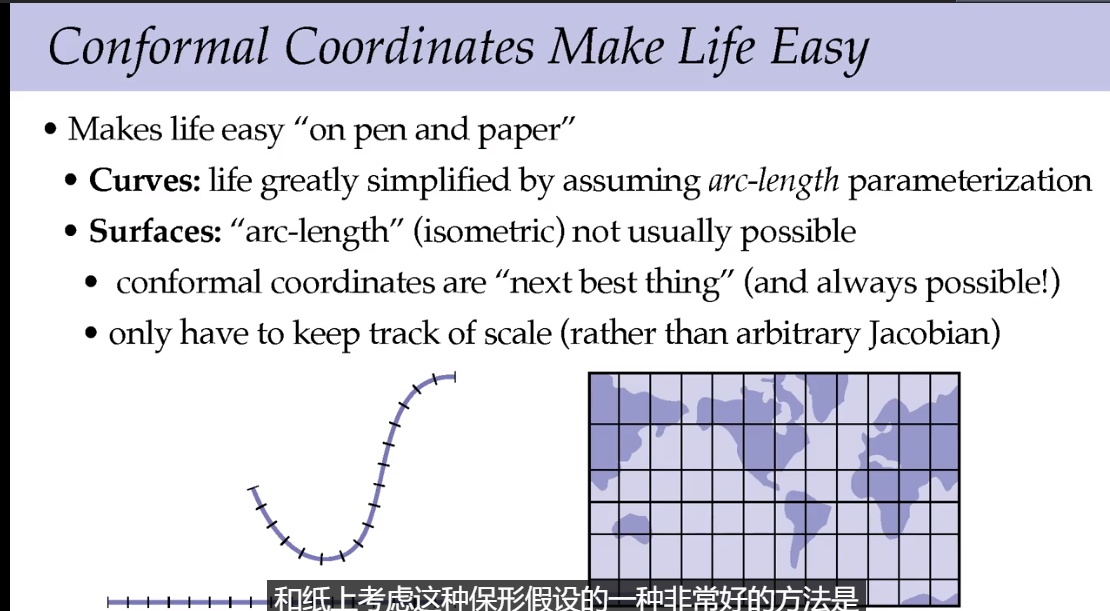 Conformal Coordinates Make Life Easy
• Makes life easy “on pen and paper”
• Curves: life greatly simplified by assuming arc-length parameterization
• Surfaces: “arc-length” (isometric) not usually possible
• conformal coordinates are “next best thing” (and always possible!)
• only have to keep track of scale (rather than arbitrary Jacobian)
和纸上考虑这种保形假设的一种非常好的方法是